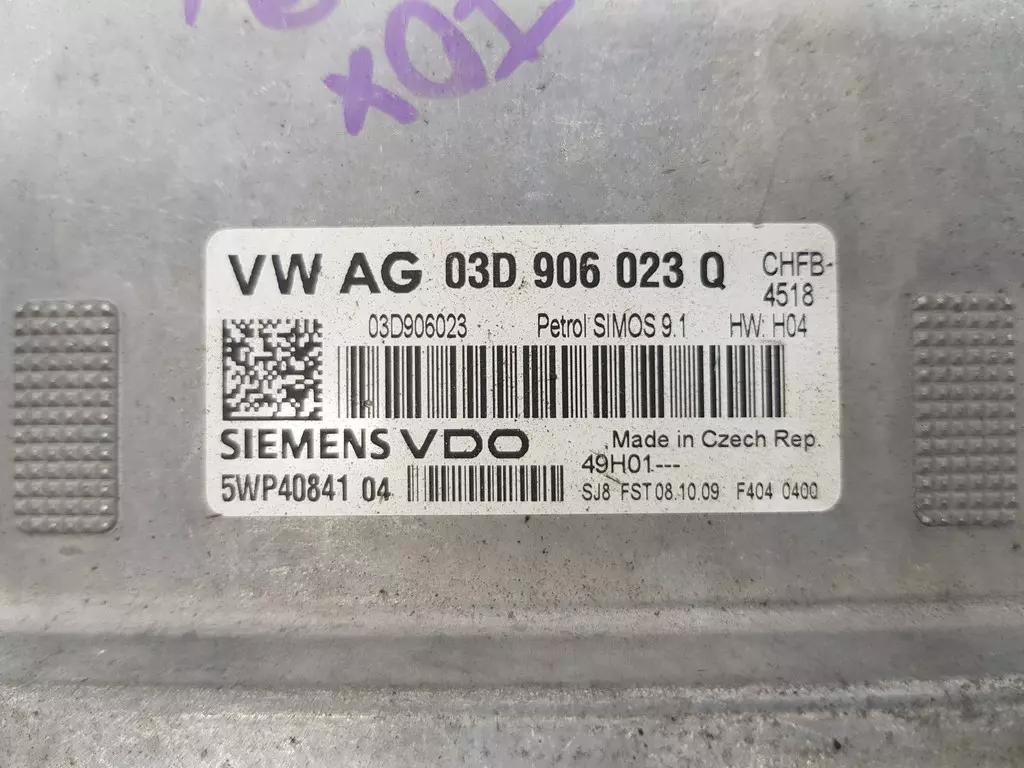 x01
VW AG 03D 906 023 Q
CHFB-
4518
03D906023 Petrol SIMOS 9.1 HW: H04
SIEMENS VDO
Made in Czech Rep.
49H01---
5WP40841 04
SJ8 FST 08.10.09 F404 0400